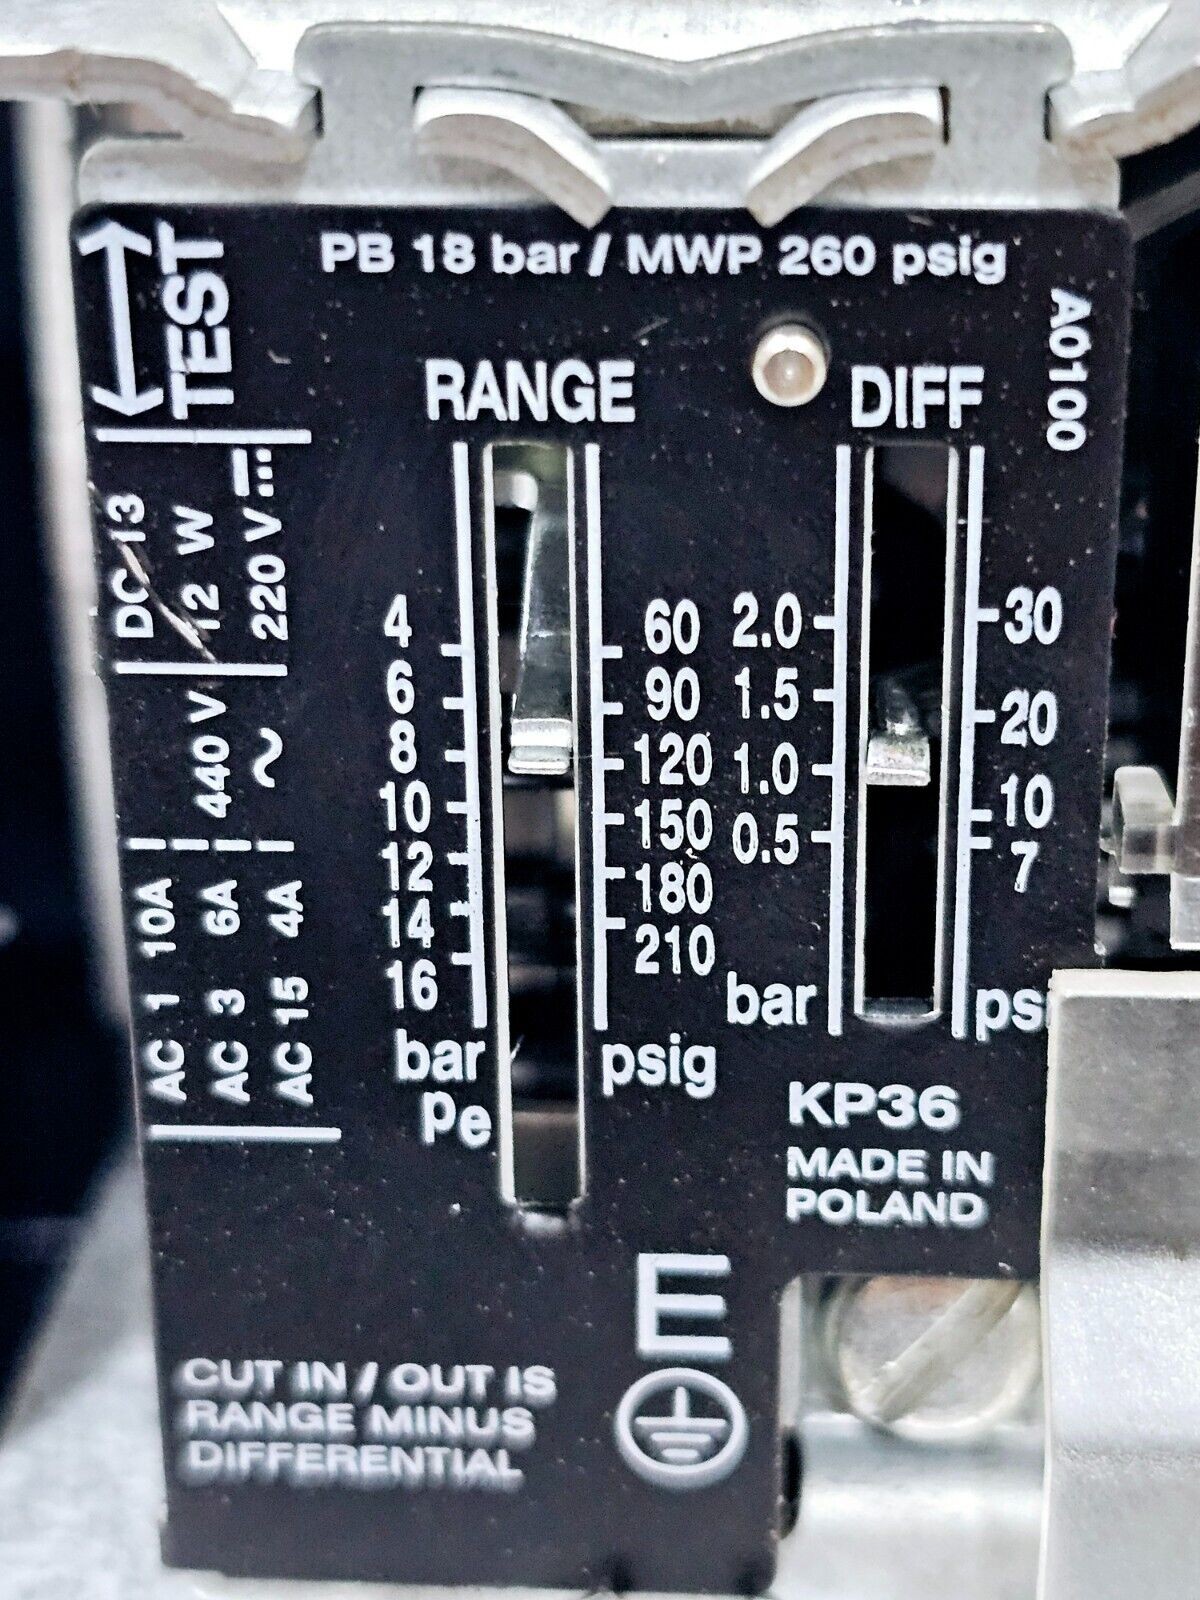 PB 18 bar / MWP 260 psig
A0100
TEST
DC 13
12 W
220 V
440 V
~
AC 1 10A
AC 3 6A
AC 15 4A
RANGE
4
6
8
10
12
14
16
bar
Pe
60
90
120
150
180
210
psig
DIFF
2.0
1.5
1.0
0.5
bar
30
20
10
7
psi
KP36
MADE IN
POLAND
E
CUT IN / OUT IS
RANGE MINUS
DIFFERENTIAL